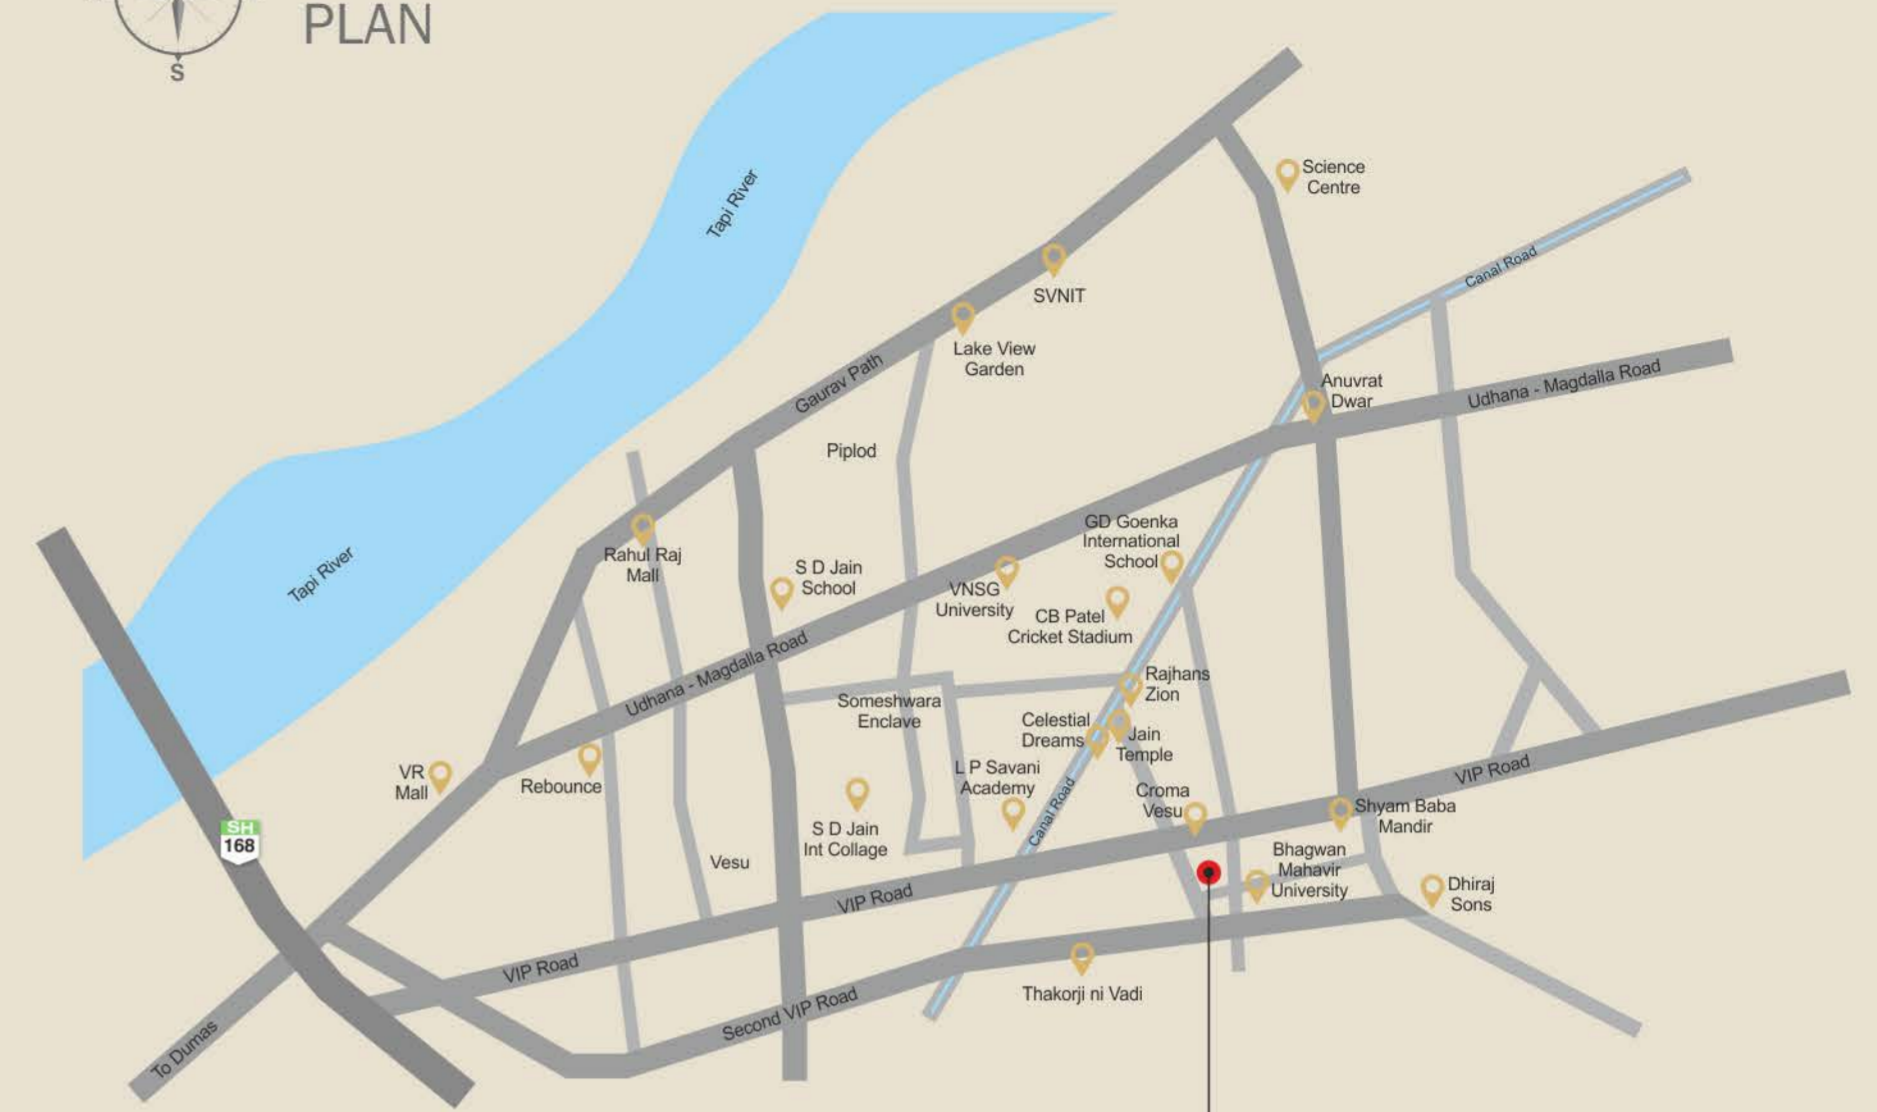 PLAN
S
Tapi River
Science
Centre
Canal Road
SVNIT
Lake View
Garden
Gaurav Path
Anuvrat
Dwar
Udhana - Magdalla Road
Piplod
GD Goenka
International
School
Rahul Raj
Mall
S D Jain
School
Tapi River
VNSG
University
CB Patel
Cricket Stadium
Udhana - Magdalla Road
Rajhans
Zion
Someshwara
Enclave
Celestial
Dreams
Jain
Temple
VR
Mall
Rebounce
L P Savani
Academy
VIP Road
Croma
Vesu
Canal Road
Shyam Baba
Mandir
SH
168
S D Jain
Int Collage
Vesu
Bhagwan
Mahavir
University
Dhiraj
Sons
VIP Road
VIP Road
Thakorji ni Vadi
Second VIP Road
To Dumas